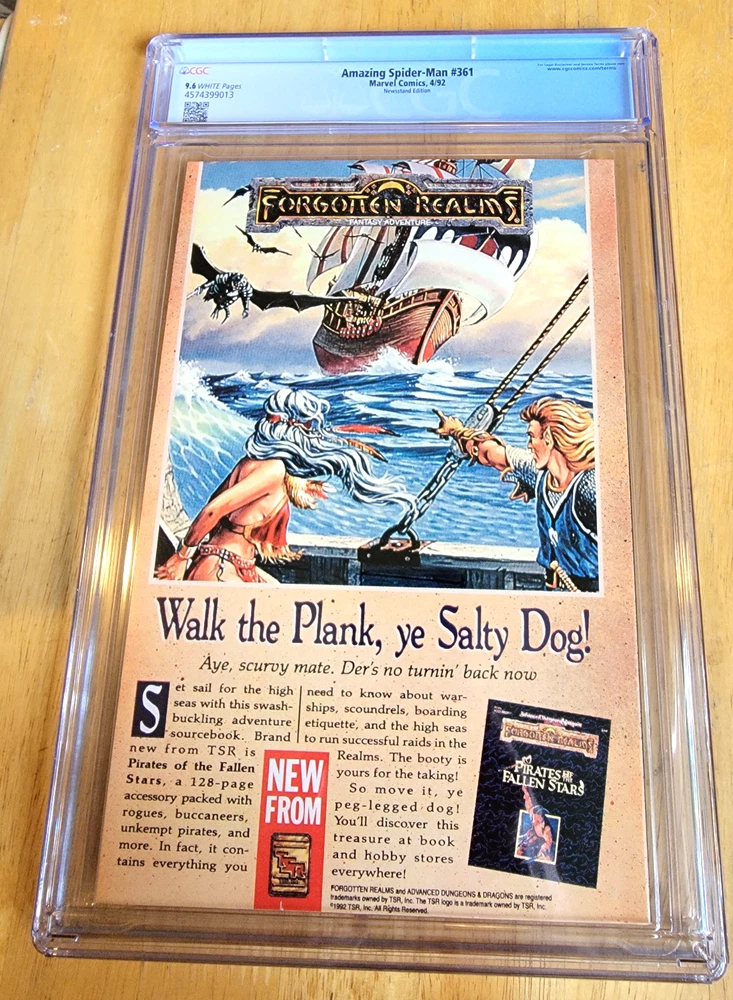 CGC
Amazing Spider-Man #361
Marvel Comics, 4/92
Newsstand Edition
9.6 WHITE Pages
4574399013
www.cgccomics.com/terms
FORGOTTEN REALMS
FANTASY ADVENTURE
Walk the Plank, ye Salty Dog!
Aye, scurvy mate. Der's no turnin' back now
Set sail for the high
seas with this swash-
buckling adventure
sourcebook. Brand
new from TSR is
Pirates of the Fallen
Stars, a 128-page
accessory packed with
rogues, buccaneers,
unkempt pirates, and
more. In fact, it con-
tains everything you
need to know about war-
ships, scoundrels, boarding
etiquette, and the high seas
to run successful raids in the
Realms. The booty is
yours for the taking!
So move it, ye
peg-legged dog!
You'll discover this
treasure at book
and hobby stores
everywhere!
NEW
FROM
TSR
Advanced Dungeons & Dragons
FORGOTTEN REALMS
PIRATES OF THE
FALLEN STARS
FORGOTTEN REALMS and ADVANCED DUNGEONS & DRAGONS are registered
trademarks owned by TSR, Inc. The TSR logo is a trademark owned by TSR, Inc.
©1992 TSR, Inc. All Rights Reserved.